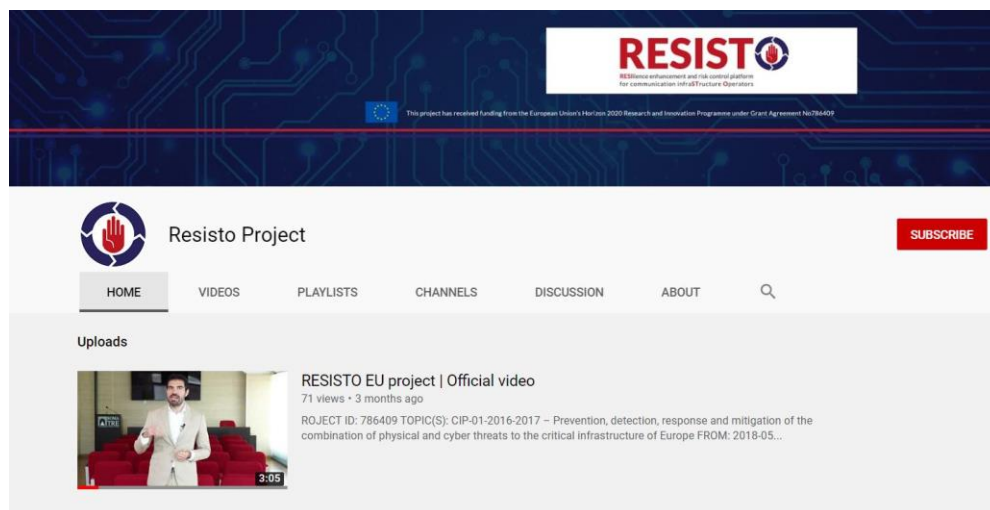 RESISTO
RESilience enhancement and risk control platform
for communication infraSTructure Operators
This project has received funding from the European Union's Horizon 2020 Research and Innovation Programme under Grant Agreement No786409
Resisto Project
SUBSCRIBE
HOME VIDEOS PLAYLISTS CHANNELS DISCUSSION ABOUT
Uploads
RESISTO EU project | Official video
71 views • 3 months ago
ROJECT ID: 786409 TOPIC(S): CIP-01-2016-2017 – Prevention, detection, response and mitigation of the
combination of physical and cyber threats to the critical infrastructure of Europe FROM: 2018-05...
ROMA
TRE
3:05